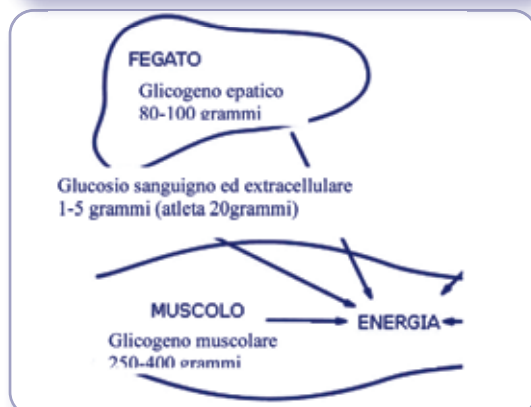 FEGATO
Glicogeno epatico
80-100 grammi
Glucosio sanguigno ed extracellulare
1-5 grammi (atleta 20grammi)
MUSCOLO
ENERGIA
Glicogeno muscolare
250-400 grammi